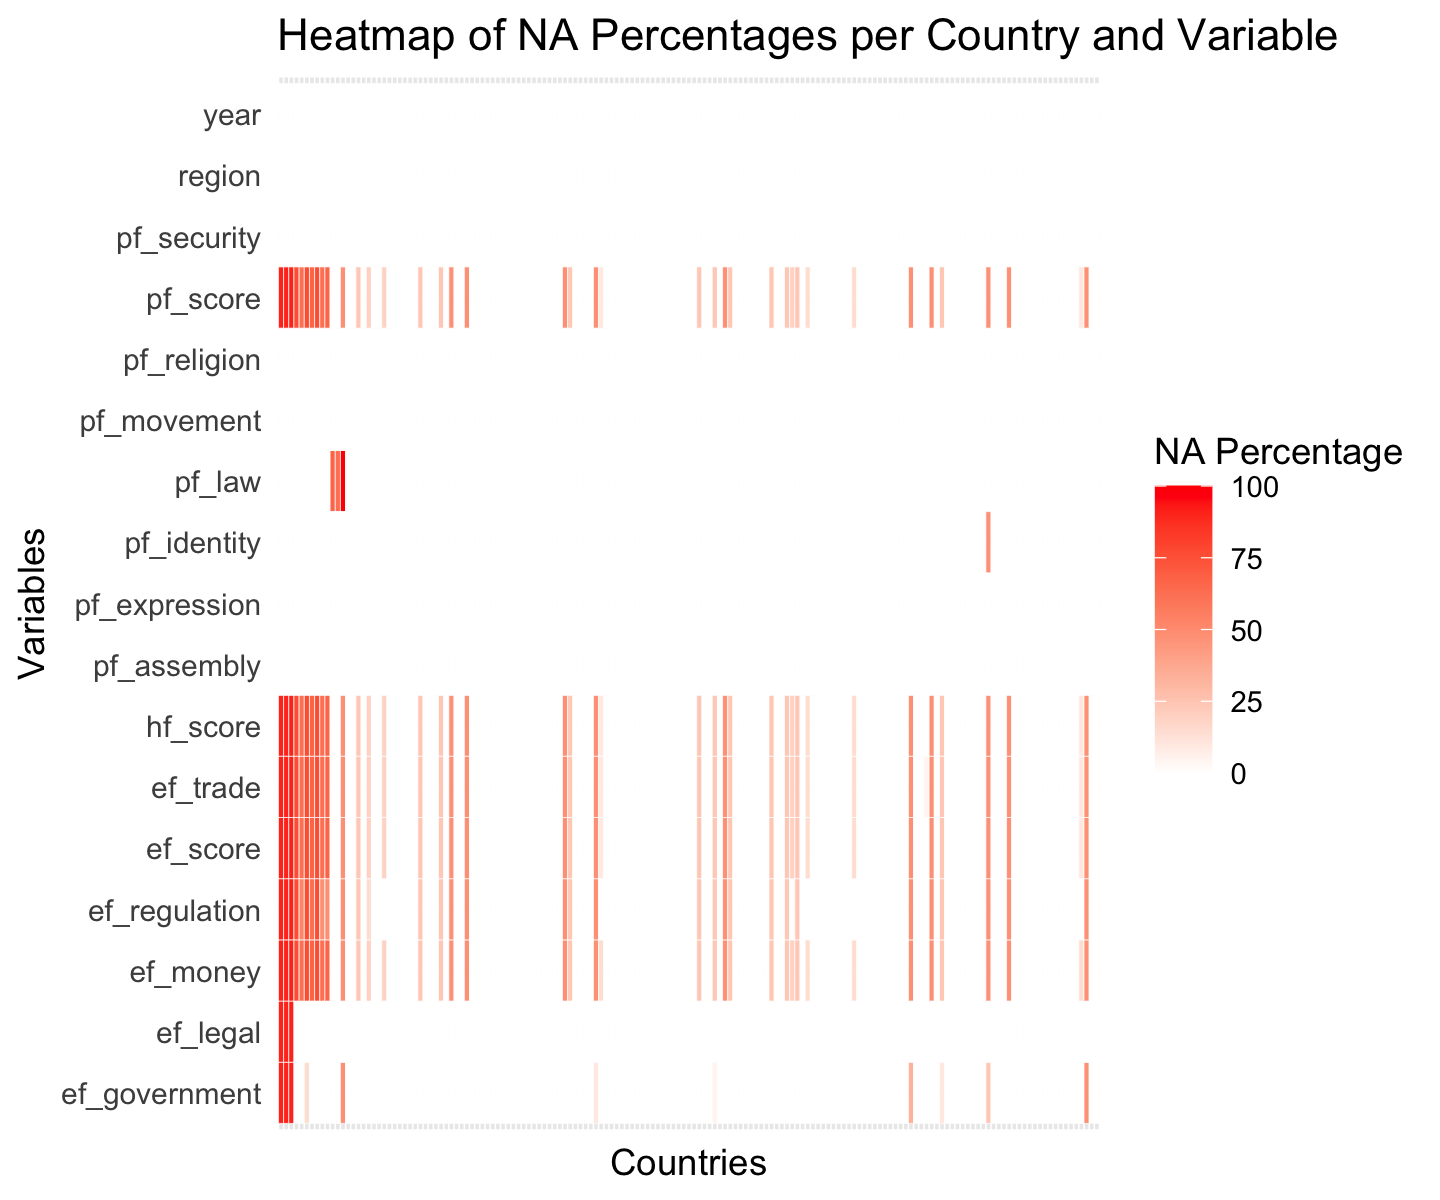 Heatmap of NA Percentages per Country and Variable
year
region
pf_security
pf_score
pf_religion
pf_movement
pf_law
pf_identity
pf_expression
pf_assembly
hf_score
ef_trade
ef_score
ef_regulation
ef_money
ef_legal
ef_government
Variables
Countries
NA Percentage
100
75
50
25
0